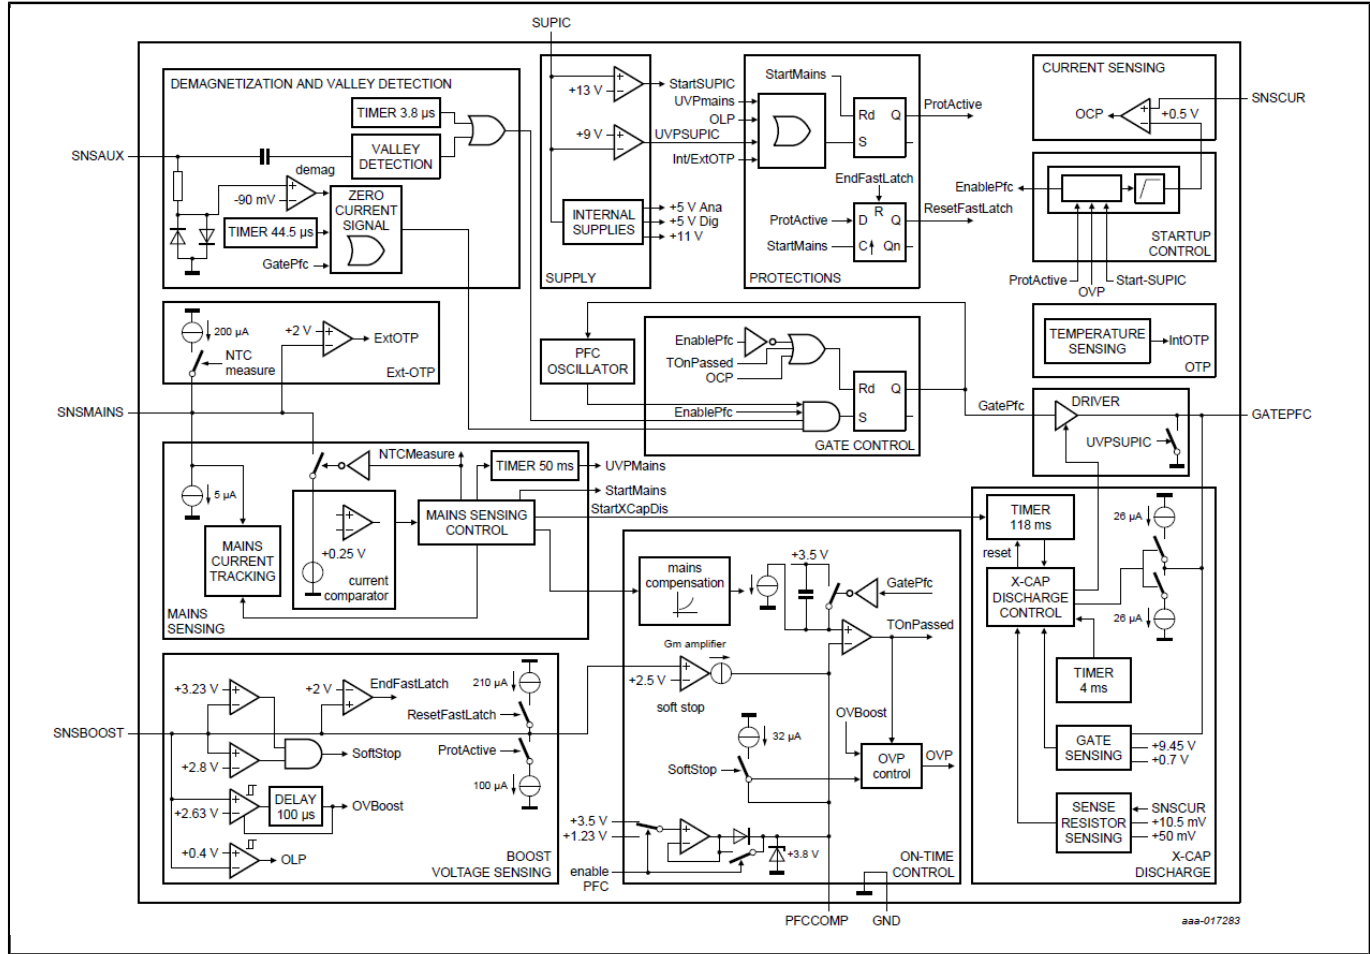 SUPIC
DEMAGNETIZATION AND VALLEY DETECTION
TIMER 3.8 µs
VALLEY
DETECTION
SNSAUX
demag
-90 mV
ZERO
CURRENT
SIGNAL
TIMER 44.5 µs
GatePfc
+13 V
StartSUPIC
+9 V
UVPSUPIC
INTERNAL
SUPPLIES
+5 V Ana
+5 V Dig
+11 V
SUPPLY
StartMains
UVPmains
OLP
Int/ExtOTP
Rd
Q
S
ProtActive
EndFastLatch
ProtActive
StartMains
D
R
Q
C
Qn
ResetFastLatch
PROTECTIONS
CURRENT SENSING
OCP
+0.5 V
SNSCUR
EnablePfc
STARTUP
CONTROL
ProtActive
OVP
Start-SUPIC
200 µA
NTC
measure
+2 V
ExtOTP
Ext-OTP
PFC
OSCILLATOR
EnablePfc
TOnPassed
OCP
EnablePfc
Rd
Q
S
GATE CONTROL
TEMPERATURE
SENSING
IntOTP
OTP
SNSMAINS
GatePfc
DRIVER
UVPSUPIC
GATEPFC
NTCMeasure
TIMER 50 ms
UVPMains
StartMains
StartXCapDis
5 µA
MAINS
CURRENT
TRACKING
+0.25 V
current
comparator
MAINS SENSING
CONTROL
MAINS
SENSING
mains
compensation
+3.5 V
GatePfc
TOnPassed
Gm amplifier
+2.5 V
soft stop
32 µA
SoftStop
OVBoost
OVP
control
OVP
+3.5 V
+1.23 V
+3.8 V
enable
PFC
ON-TIME
CONTROL
TIMER
118 ms
reset
X-CAP
DISCHARGE
CONTROL
26 µA
26 µA
TIMER
4 ms
GATE
SENSING
+9.45 V
+0.7 V
SENSE
RESISTOR
SENSING
SNSCUR
+10.5 mV
+50 mV
X-CAP
DISCHARGE
SNSBOOST
+3.23 V
+2 V
EndFastLatch
210 µA
ResetFastLatch
+2.8 V
SoftStop
ProtActive
100 µA
+2.63 V
DELAY
100 µs
OVBoost
+0.4 V
OLP
BOOST
VOLTAGE SENSING
PFCCOMP
GND
aaa-017283